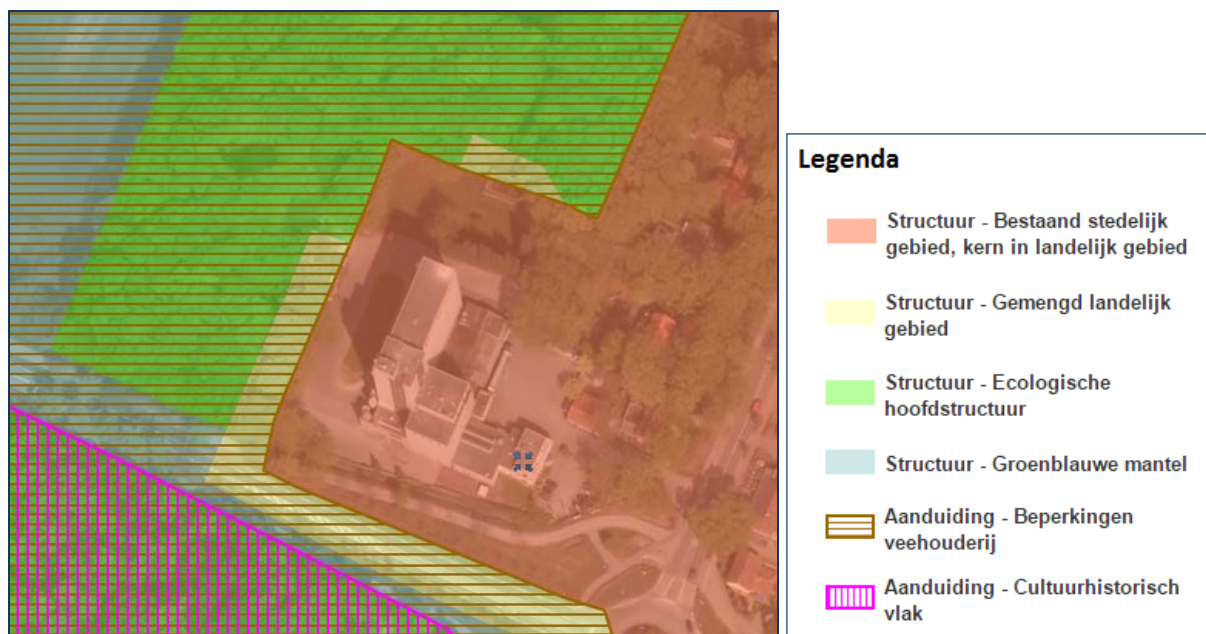 Legenda
Structuur - Bestaand stedelijk
gebied, kern in landelijk gebied
Structuur - Gemengd landelijk
gebied
Structuur - Ecologische
hoofdstructuur
Structuur - Groenblauwe mantel
Aanduiding - Beperkingen
veehouderij
Aanduiding - Cultuurhistorisch
vlak